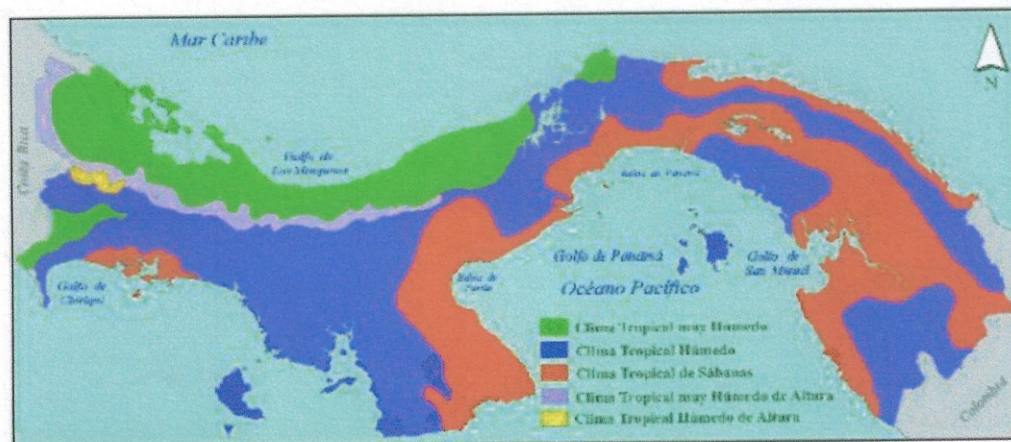 Mar Caribe
N
Costa Rica
Golfo de
Los Mosquitos
Bahía de Panamá
Golfo de
Chiriquí
Bahía de
Parita
Golfo de Panamá
Golfo de
San Miguel
Océano Pacífico
Clima Tropical muy Húmedo
Clima Tropical Húmedo
Clima Tropical de Sábanas
Clima Tropical muy Húmedo de Altura
Clima Tropical Húmedo de Altura
Colombia